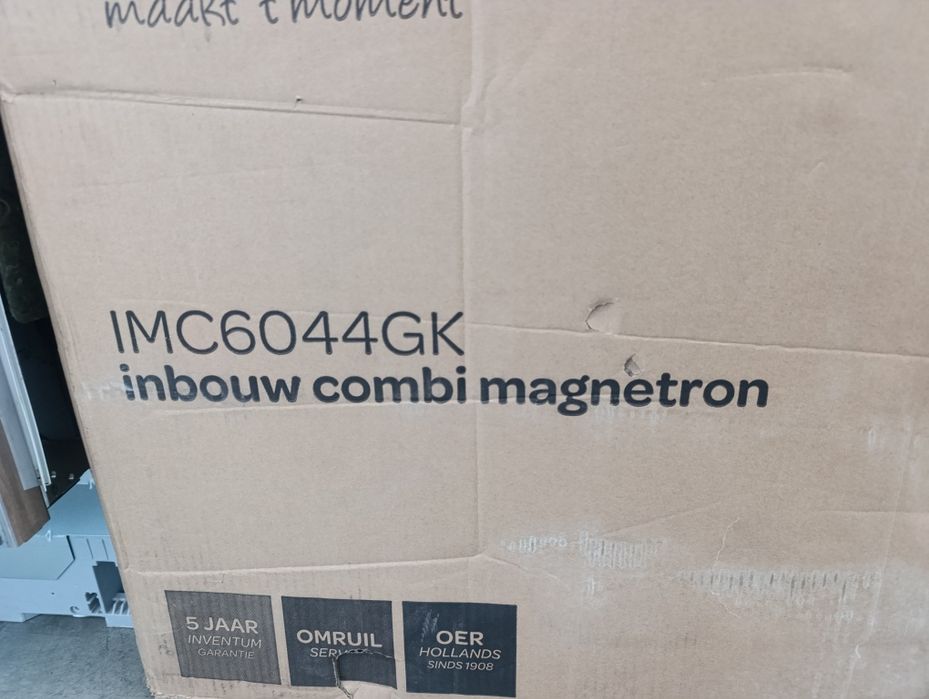 maakt 't moment
IMC6044GK
inbouw combi magnetron
5 JAAR
INVENTUM
GARANTIE
OMRUIL
OER
HOLLANDS
SINDS 1908